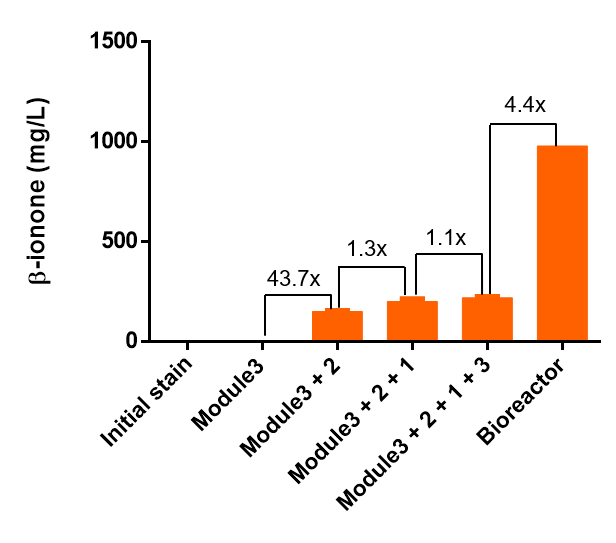 1500
1000
500
0
β-ionone (mg/L)
43.7x
1.3x
1.1x
4.4x
Initial stain
Module3
Module3 + 2
Module3 + 2 + 1
Module3 + 2 + 1 + 3
Bioreactor